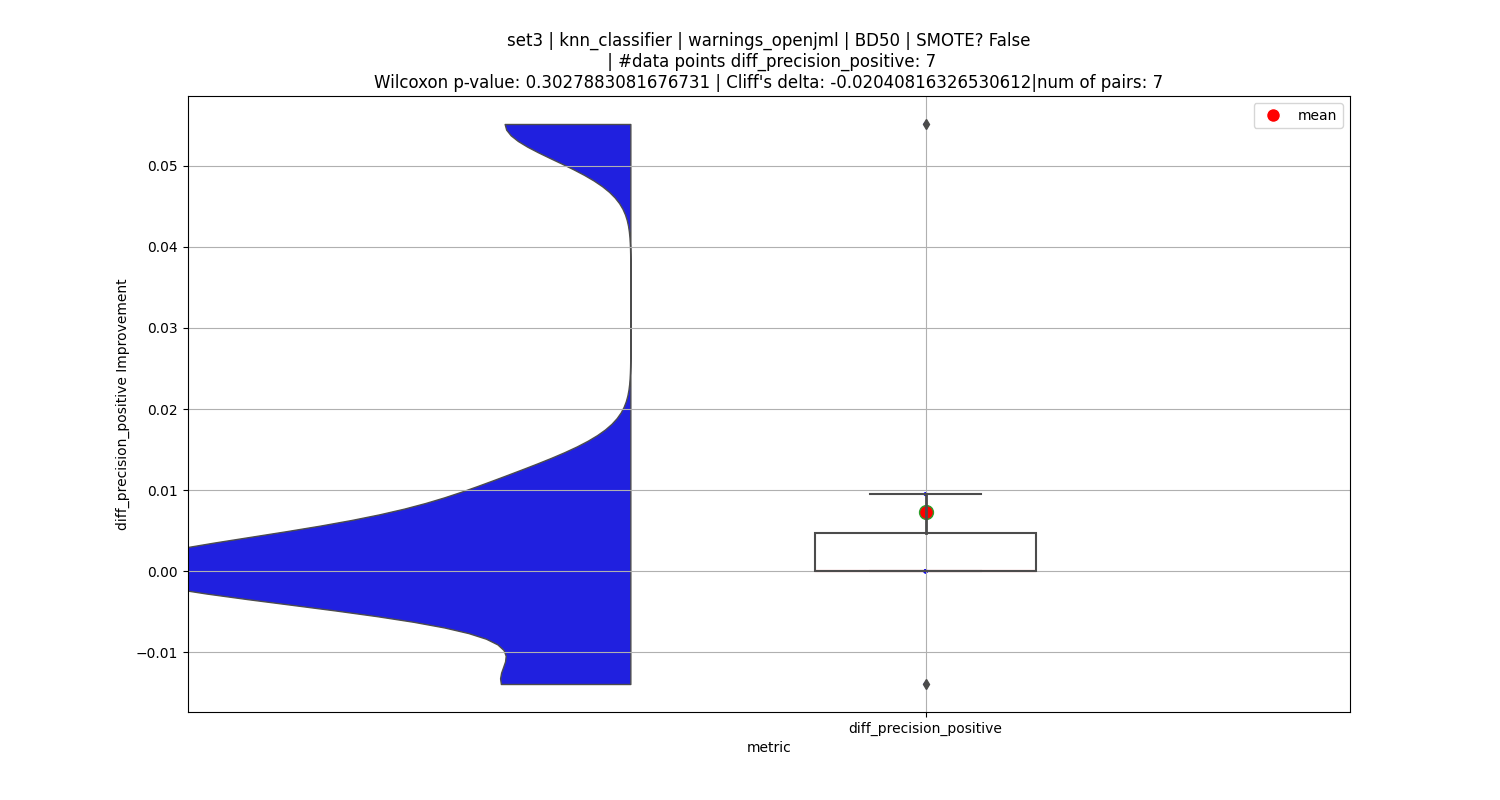 set3 | knn_classifier | warnings_openjml | BD50 | SMOTE? False
| #data points diff_precision_positive: 7
Wilcoxon p-value: 0.3027883081676731 | Cliff's delta: -0.02040816326530612|num of pairs: 7
mean
0.05
0.04
0.03
0.02
0.01
0.00
−0.01
diff_precision_positive Improvement
diff_precision_positive
metric